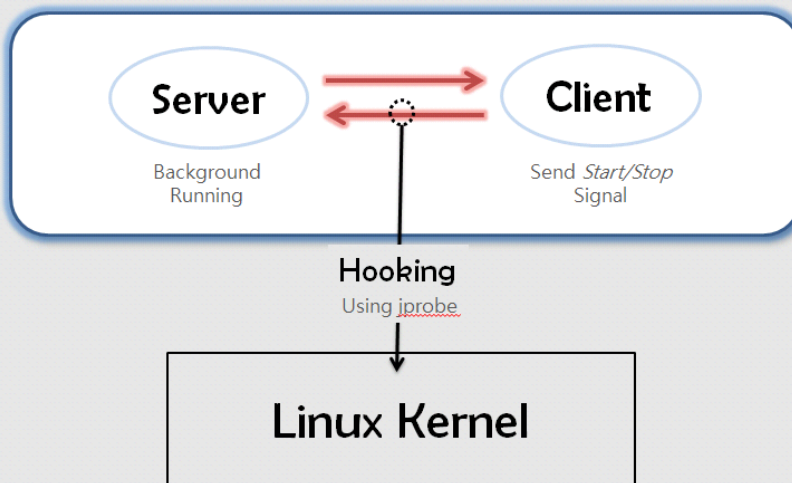 Server
Client
Background
Running
Send Start/Stop
Signal
Hooking
Using jprobe
Linux Kernel